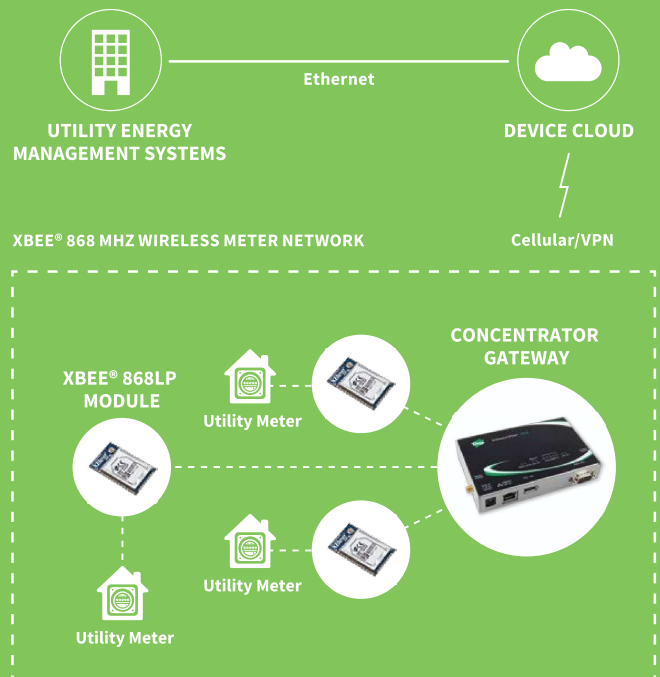 Ethernet
UTILITY ENERGY
MANAGEMENT SYSTEMS
DEVICE CLOUD
XBEE® 868 MHZ WIRELESS METER NETWORK
Cellular/VPN
CONCENTRATOR
GATEWAY
XBEE® 868LP
MODULE
Utility Meter
Utility Meter
Utility Meter